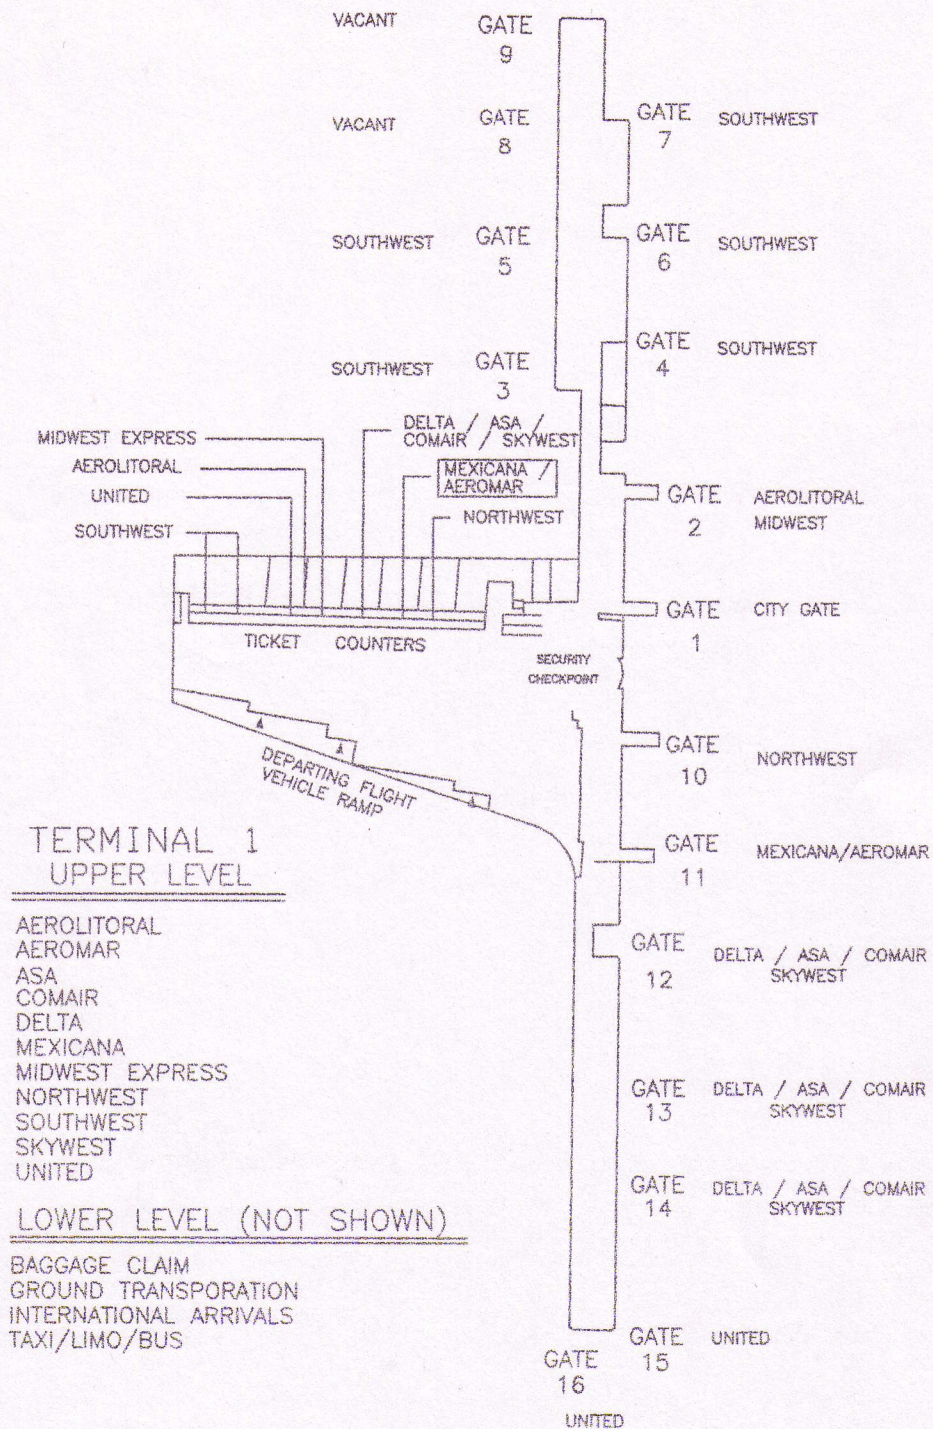 VACANT
GATE
9
VACANT
GATE
8
GATE
7
SOUTHWEST
SOUTHWEST
GATE
5
GATE
6
SOUTHWEST
SOUTHWEST
GATE
3
GATE
4
SOUTHWEST
MIDWEST EXPRESS
AEROLITORAL
UNITED
SOUTHWEST
DELTA / ASA /
COMAIR / SKYWEST
MEXICANA /
AEROMAR
NORTHWEST
GATE
2
AEROLITORAL
MIDWEST
TICKET COUNTERS
GATE
1
CITY GATE
SECURITY
CHECKPOINT
DEPARTING FLIGHT
VEHICLE RAMP
GATE
10
NORTHWEST
GATE
11
MEXICANA/AEROMAR
GATE
12
DELTA / ASA / COMAIR
SKYWEST
GATE
13
DELTA / ASA / COMAIR
SKYWEST
GATE
14
DELTA / ASA / COMAIR
SKYWEST
GATE
15
UNITED
GATE
16
UNITED
TERMINAL 1
UPPER LEVEL
AEROLITORAL
AEROMAR
ASA
COMAIR
DELTA
MEXICANA
MIDWEST EXPRESS
NORTHWEST
SOUTHWEST
SKYWEST
UNITED
LOWER LEVEL (NOT SHOWN)
BAGGAGE CLAIM
GROUND TRANSPORATION
INTERNATIONAL ARRIVALS
TAXI/LIMO/BUS